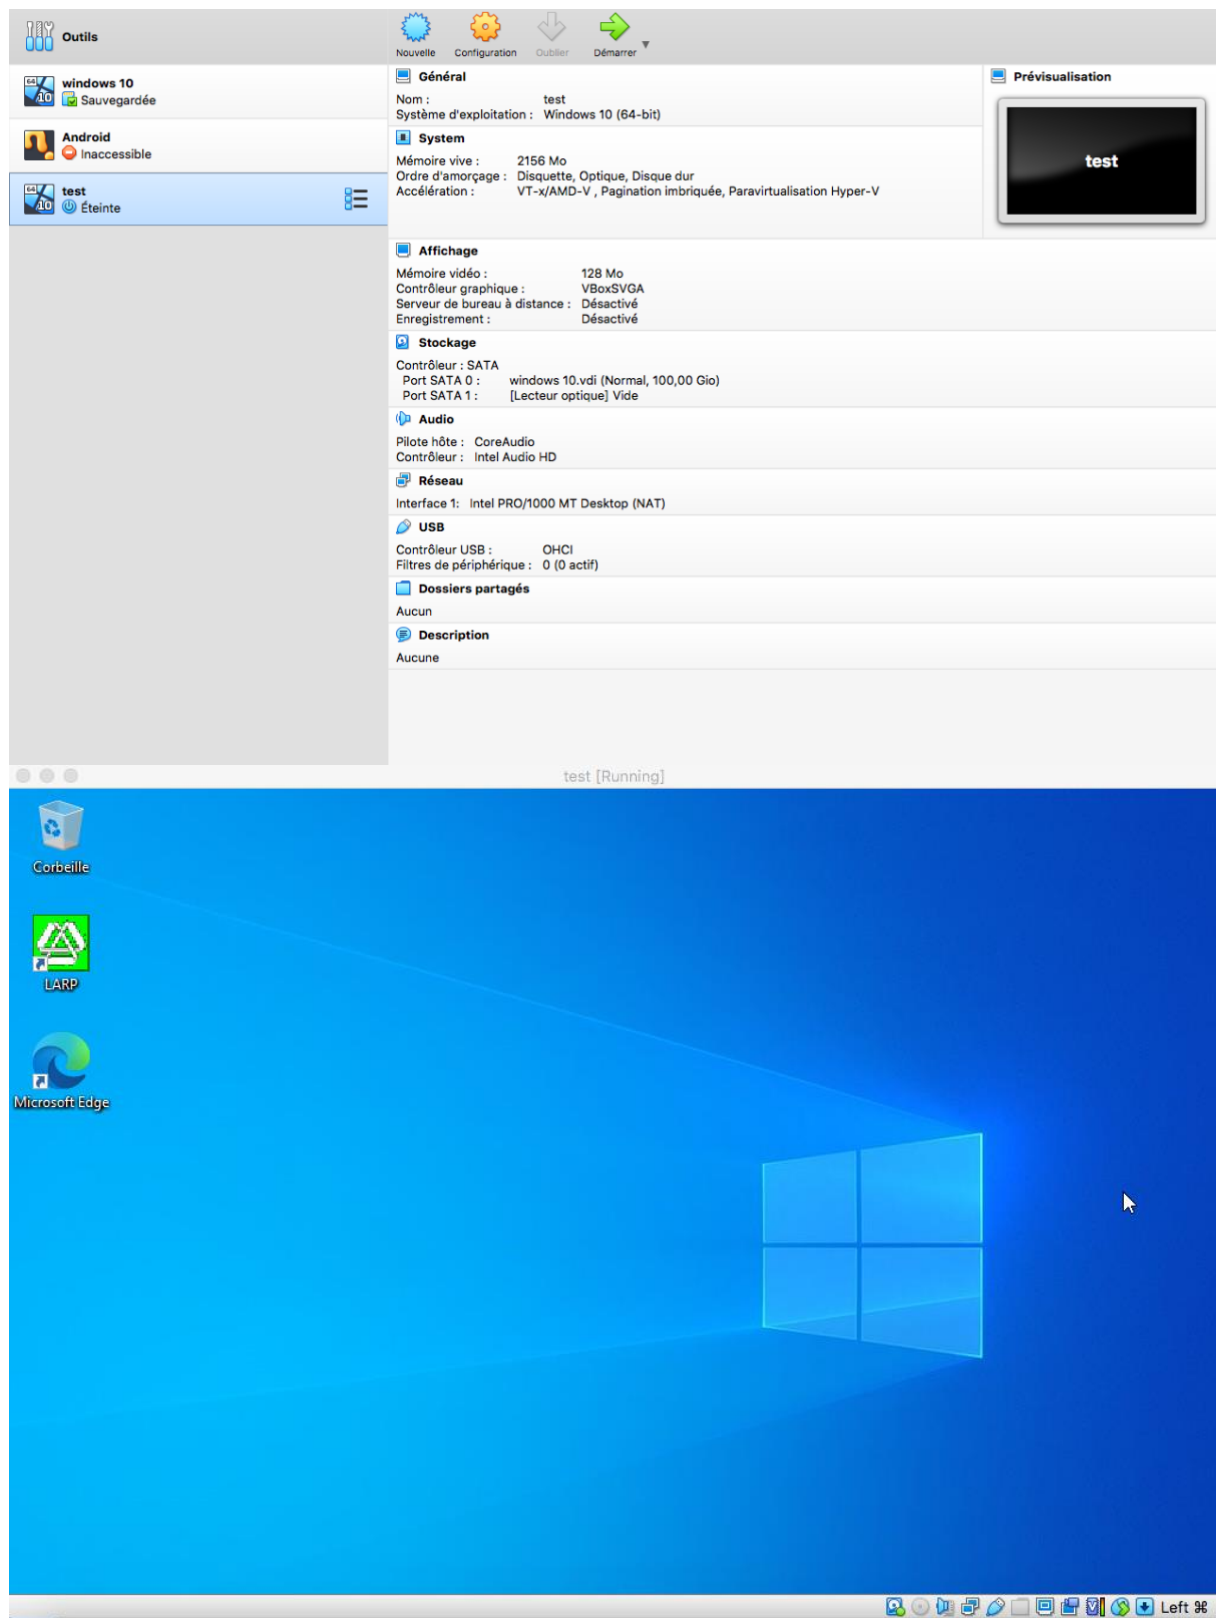 Outils
Nouvelle Configuration Oublier Démarrer
windows 10
Sauvegardée
Android
Inaccessible
test
Éteinte
Général
Nom : test
Système d'exploitation : Windows 10 (64-bit)
System
Mémoire vive : 2156 Mo
Ordre d'amorçage : Disquette, Optique, Disque dur
Accélération : VT-x/AMD-V , Pagination imbriquée, Paravirtualisation Hyper-V
Prévisualisation
test
Affichage
Mémoire vidéo : 128 Mo
Contrôleur graphique : VBoxSVGA
Serveur de bureau à distance : Désactivé
Enregistrement : Désactivé
Stockage
Contrôleur : SATA
Port SATA 0 : windows 10.vdi (Normal, 100,00 Gio)
Port SATA 1 : [Lecteur optique] Vide
Audio
Pilote hôte : CoreAudio
Contrôleur : Intel Audio HD
Réseau
Interface 1: Intel PRO/1000 MT Desktop (NAT)
USB
Contrôleur USB : OHCI
Filtres de périphérique : 0 (0 actif)
Dossiers partagés
Aucun
Description
Aucune
test [Running]
Corbeille
LARP
Microsoft Edge
Left ⌘